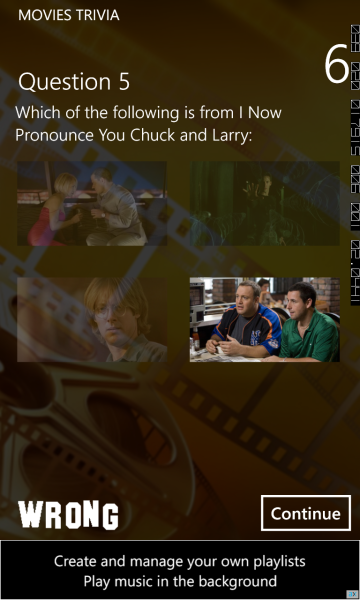 MOVIES TRIVIA
6
Question 5
Which of the following is from I Now
Pronounce You Chuck and Larry:
WRONG
Continue
Create and manage your own playlists
Play music in the background